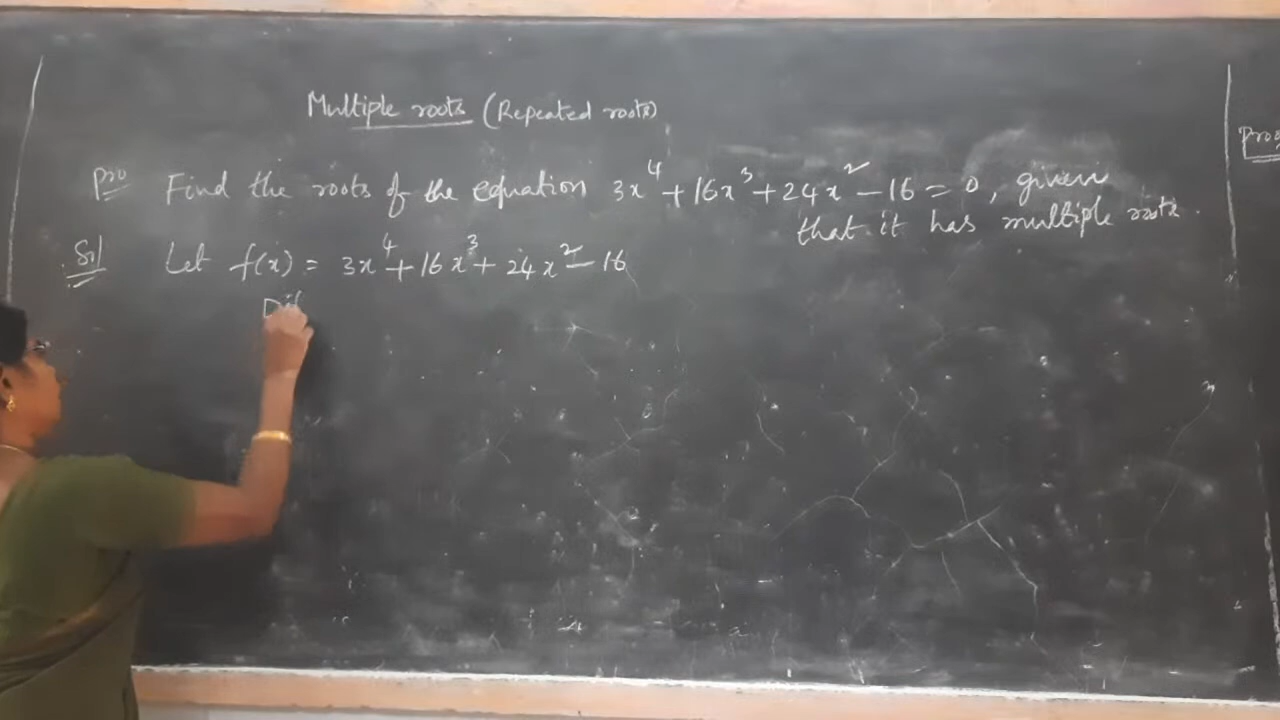 Multiple roots (Repeated roots)
Pro Find the roots of the equation 3x⁴ + 16x³ + 24x² − 16 = 0, given
that it has multiple roots.
Sol Let f(x) = 3x⁴ + 16x³ + 24x² − 16